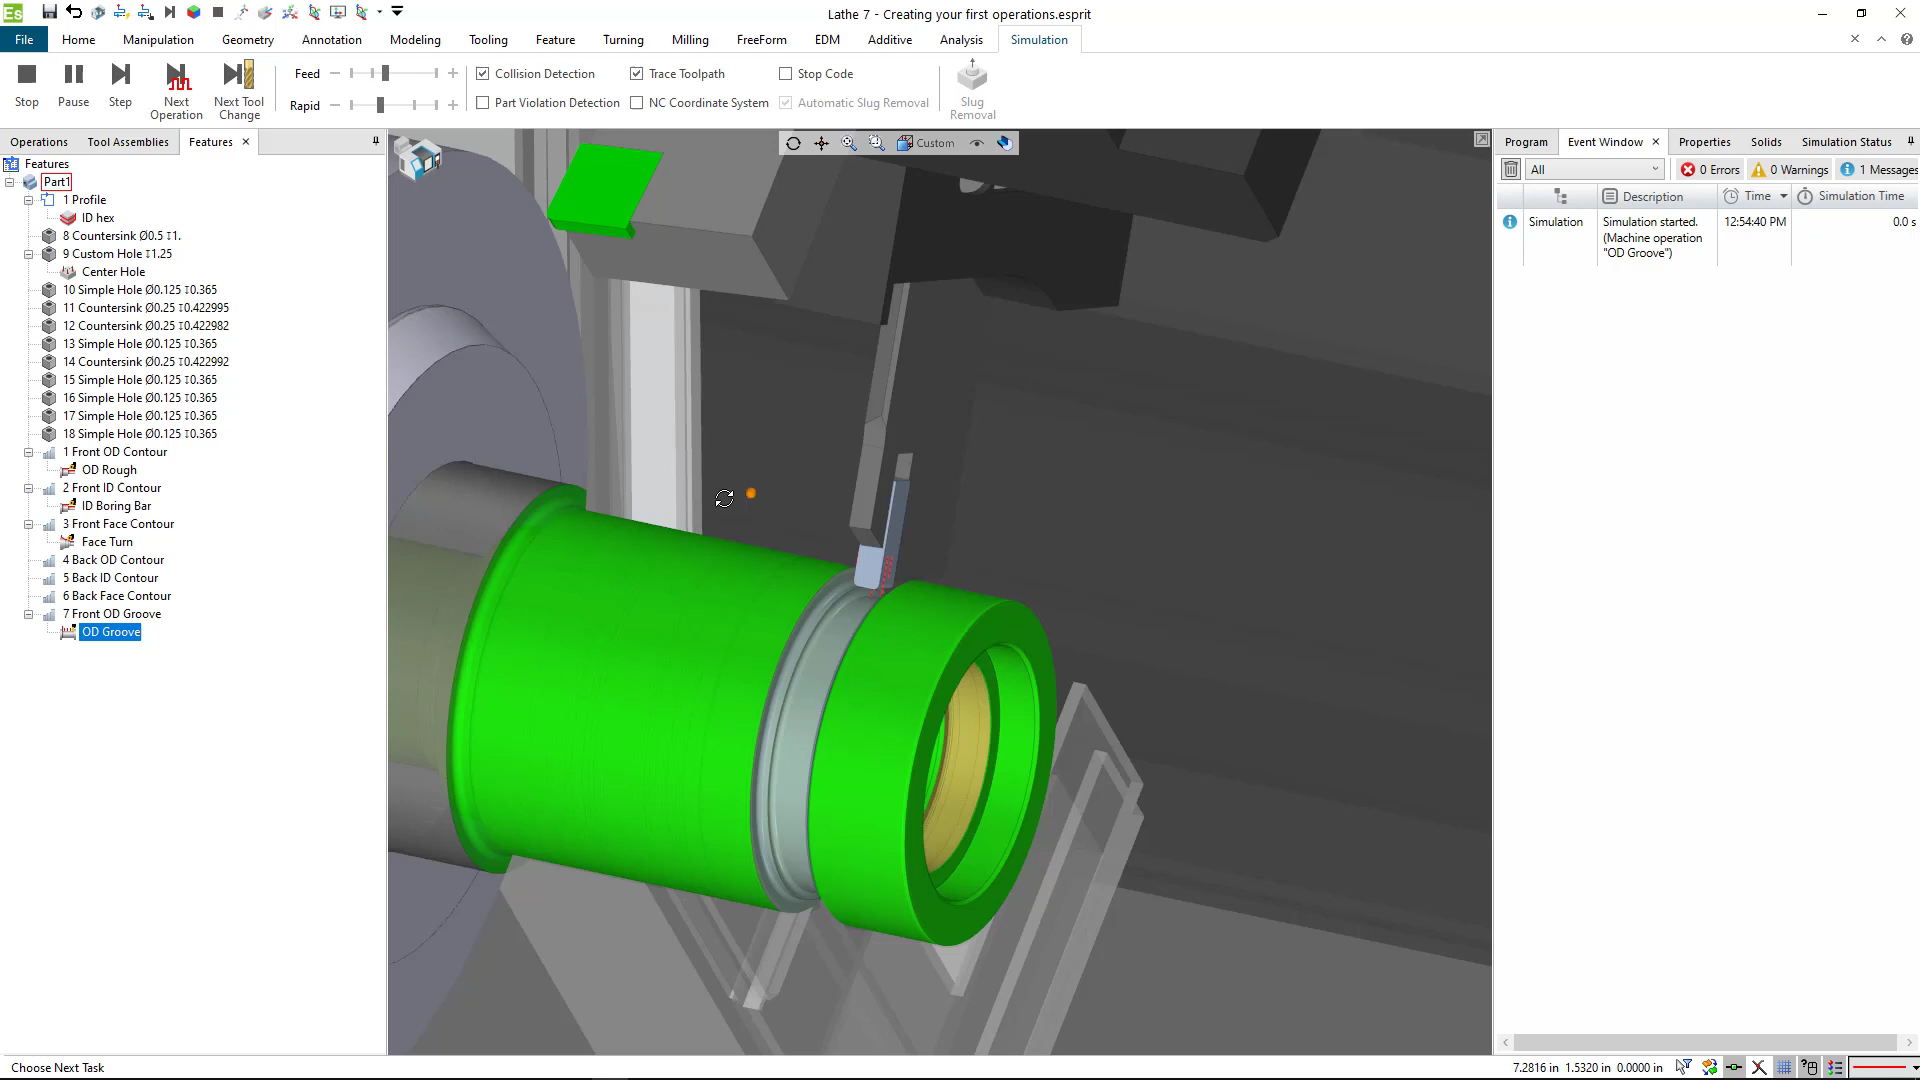 Es
Lathe 7 - Creating your first operations.esprit
File Home Manipulation Geometry Annotation Modeling Tooling Feature Turning Milling FreeForm EDM Additive Analysis Simulation
Stop
Pause
Step
Next
Operation
Next Tool
Change
Feed
Rapid
Collision Detection
Part Violation Detection
Trace Toolpath
NC Coordinate System
Stop Code
Automatic Slug Removal
Slug
Removal
Operations Tool Assemblies Features
Features
Part1
1 Profile
ID hex
8 Countersink Ø0.5 ↧1.
9 Custom Hole ↧1.25
Center Hole
10 Simple Hole Ø0.125 ↧0.365
11 Countersink Ø0.25 ↧0.422995
12 Countersink Ø0.25 ↧0.422982
13 Simple Hole Ø0.125 ↧0.365
14 Countersink Ø0.25 ↧0.422992
15 Simple Hole Ø0.125 ↧0.365
16 Simple Hole Ø0.125 ↧0.365
17 Simple Hole Ø0.125 ↧0.365
18 Simple Hole Ø0.125 ↧0.365
1 Front OD Contour
OD Rough
2 Front ID Contour
ID Boring Bar
3 Front Face Contour
Face Turn
4 Back OD Contour
5 Back ID Contour
6 Back Face Contour
7 Front OD Groove
OD Groove
Custom
Program Event Window Properties Solids Simulation Status
All 0 Errors 0 Warnings 1 Messages
Description Time Simulation Time
Simulation Simulation started. 12:54:40 PM 0.0 s
(Machine operation
"OD Groove")
Choose Next Task
7.2816 in 1.5320 in 0.0000 in